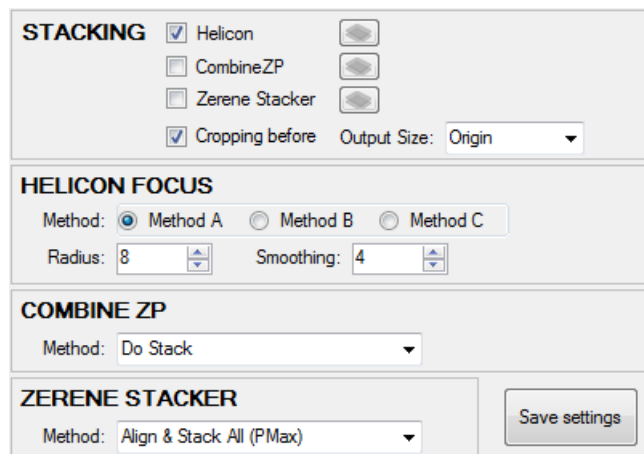 STACKING Helicon
CombineZP
Zerene Stacker
Cropping before Output Size: Origin
HELICON FOCUS
Method: Method A Method B Method C
Radius: 8 Smoothing: 4
COMBINE ZP
Method: Do Stack
ZERENE STACKER
Method: Align & Stack All (PMax)
Save settings